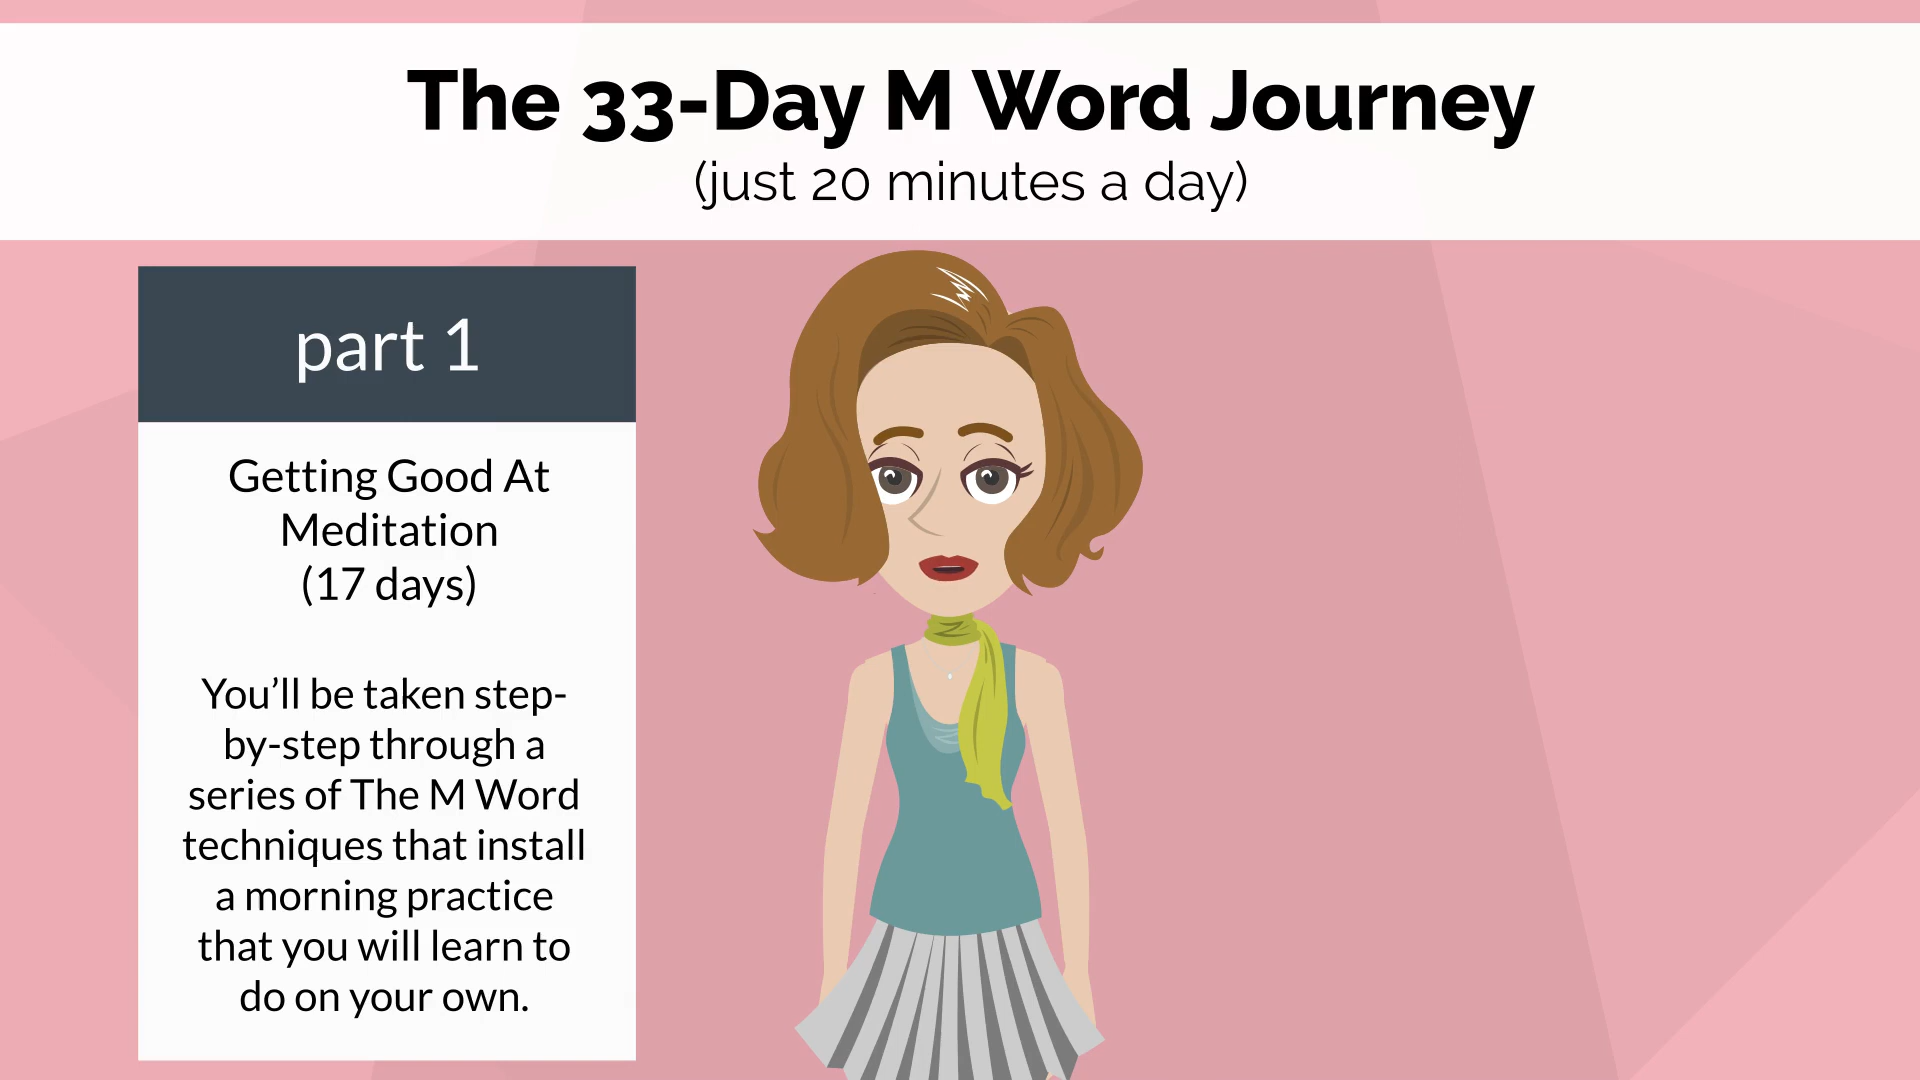 The 33-Day M Word Journey
(just 20 minutes a day)
part 1
Getting Good At
Meditation
(17 days)
You’ll be taken step-
by-step through a
series of The M Word
techniques that install
a morning practice
that you will learn to
do on your own.